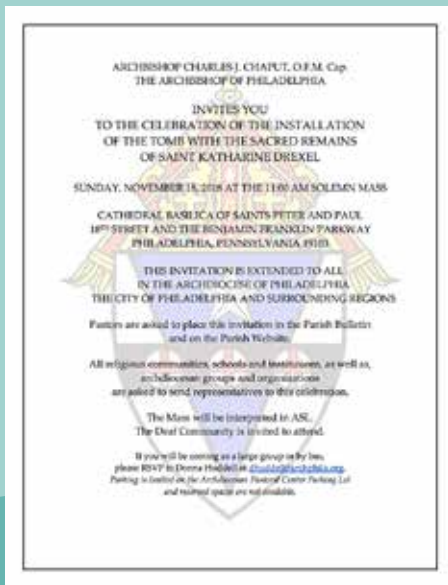 ARCHBISHOP CHARLES J. CHAPUT, O.F.M. Cap.
THE ARCHBISHOP OF PHILADELPHIA
INVITES YOU
TO THE CELEBRATION OF THE INSTALLATION
OF THE TOMB WITH THE SACRED REMAINS
OF SAINT KATHARINE DREXEL
SUNDAY, NOVEMBER 18, 2018 AT THE 11:00 AM SOLEMN MASS
CATHEDRAL BASILICA OF SAINTS PETER AND PAUL
18TH STREET AND THE BENJAMIN FRANKLIN PARKWAY
PHILADELPHIA, PENNSYLVANIA 19103
THIS INVITATION IS EXTENDED TO ALL
IN THE ARCHDIOCESE OF PHILADELPHIA
THE CITY OF PHILADELPHIA AND SURROUNDING REGIONS
Pastors are asked to place this invitation in the Parish Bulletin
and on the Parish Website.
All religious communities, schools and institutions, as well as,
archdiocesan groups and organizations
are asked to send representatives to this celebration.
The Mass will be interpreted in ASL.
The Deaf Community is invited to attend.
If you will be coming as a large group or by bus,
please RSVP to Donna Huddell at
Parking is limited on the Archdiocesan Pastoral Center Parking Lot
and reserved spaces are not available.